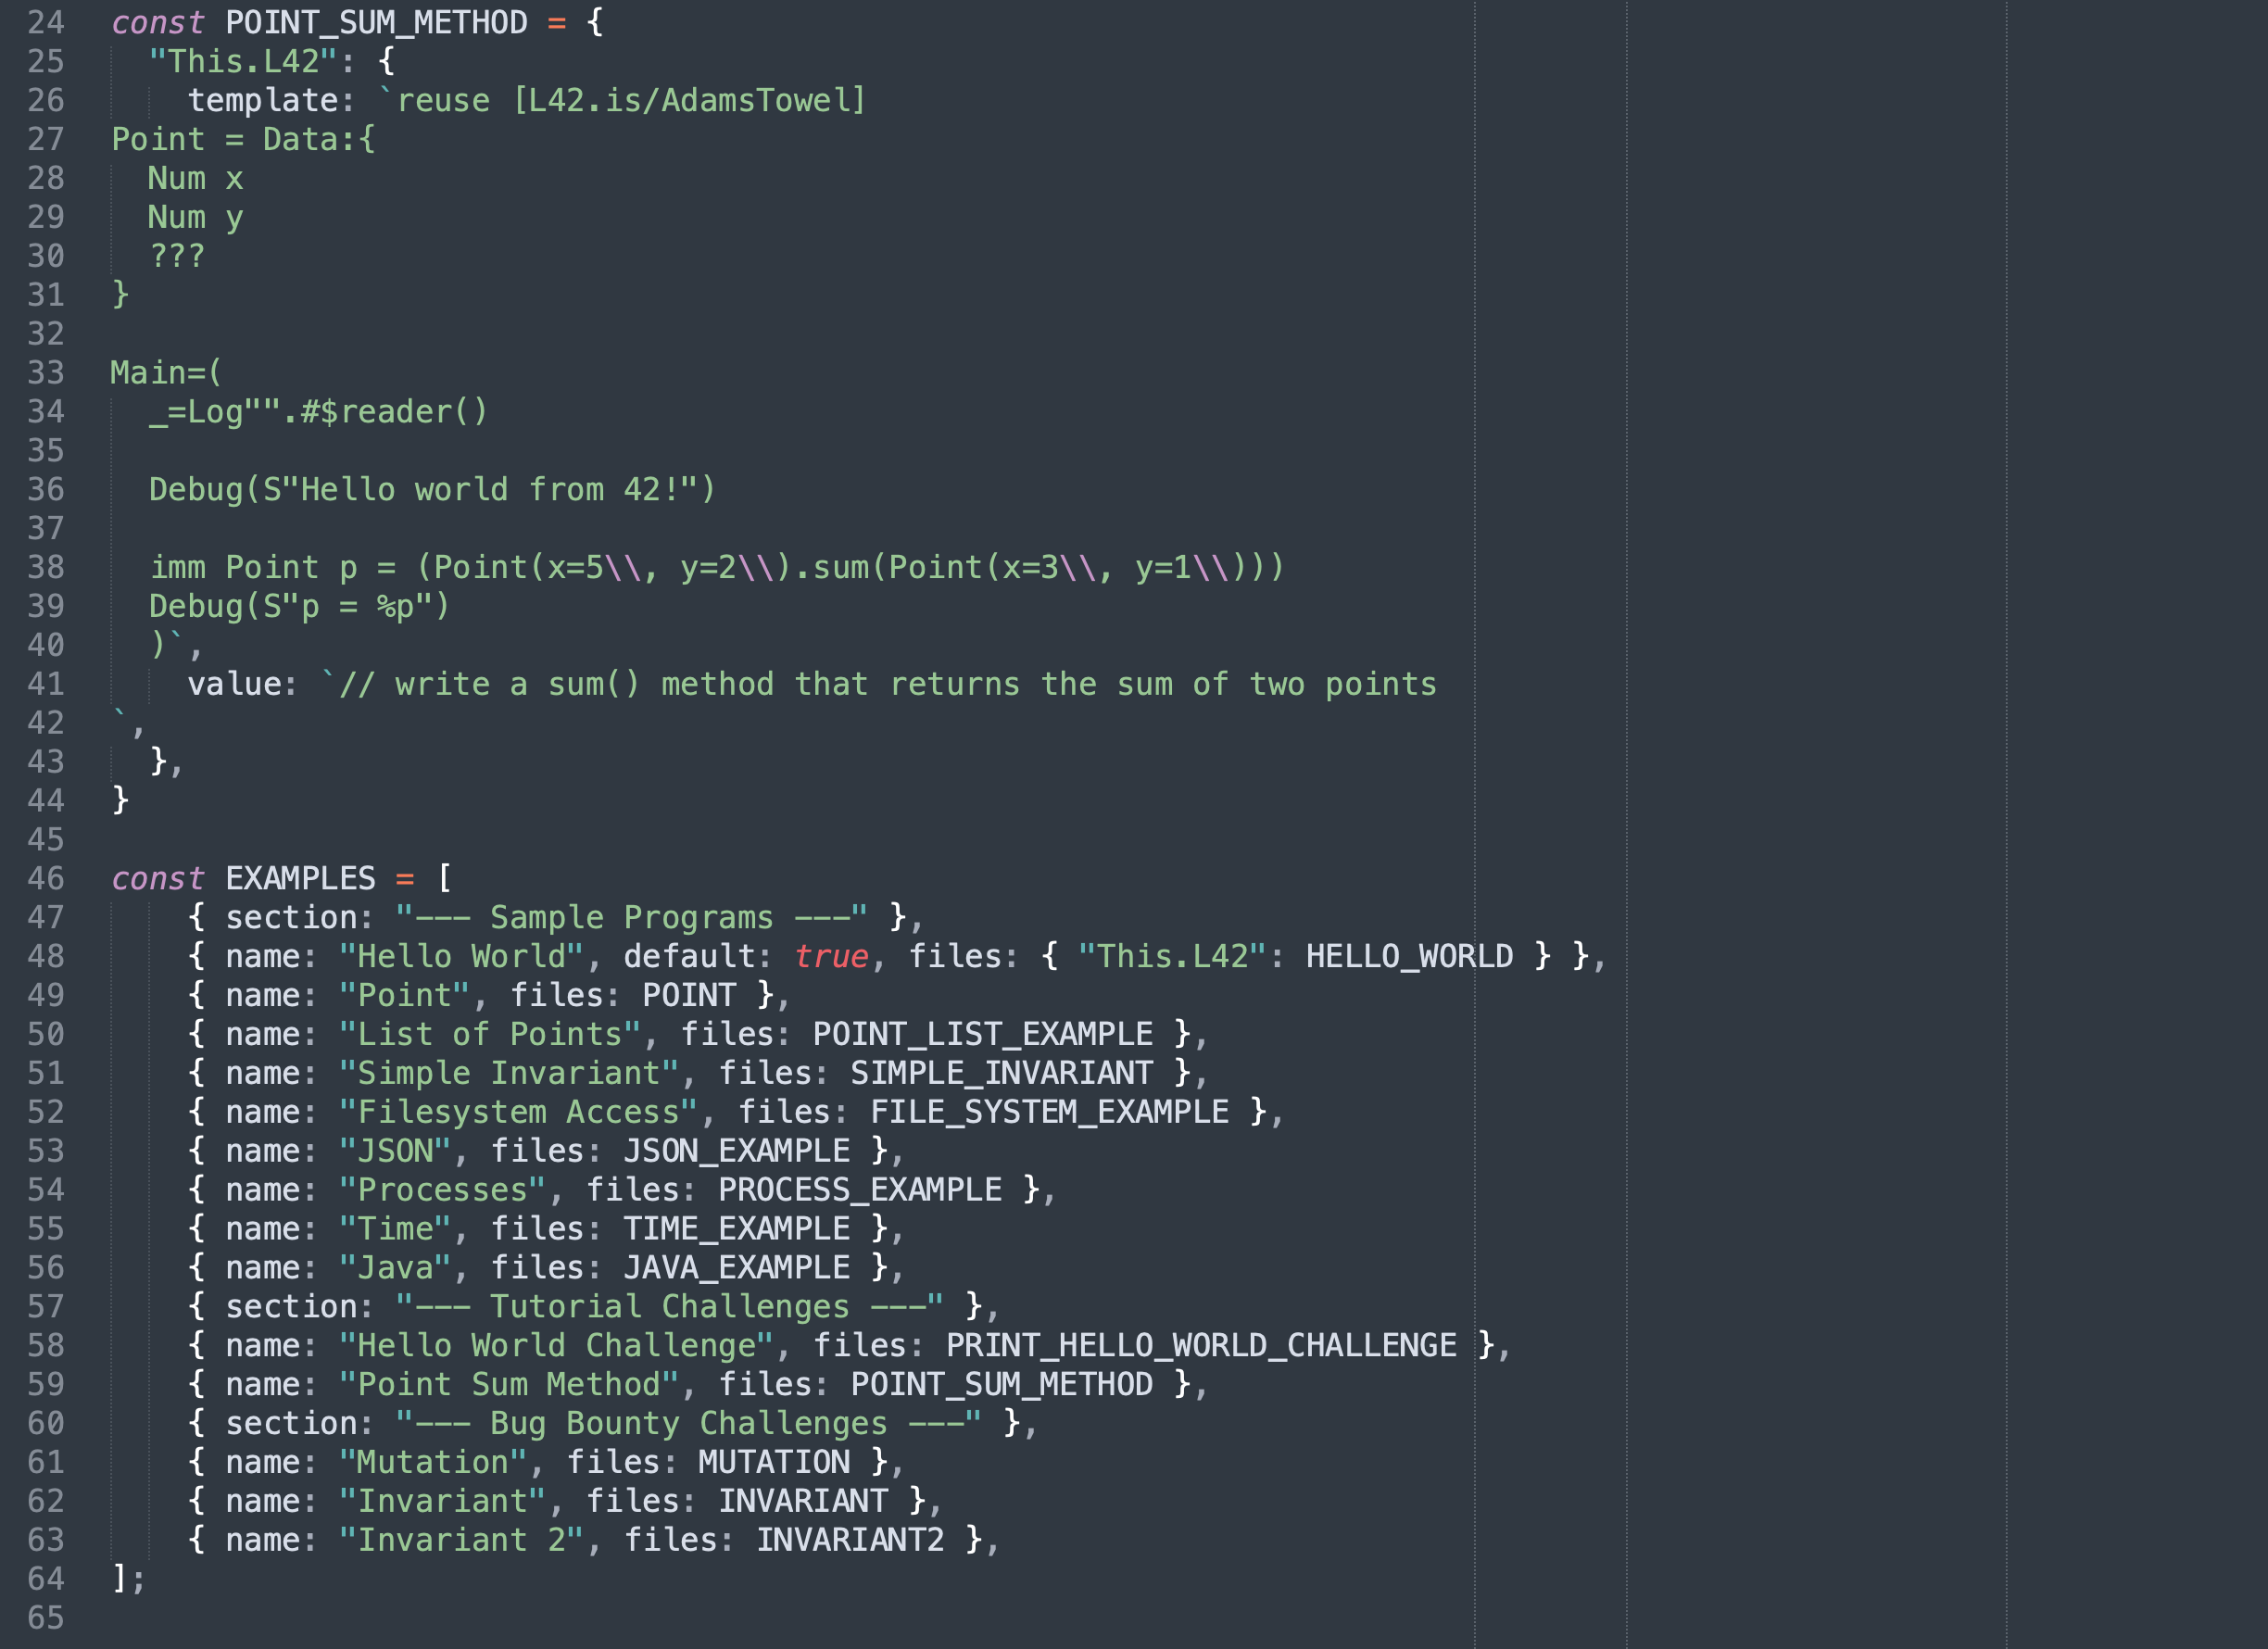 24 const POINT_SUM_METHOD = {
25   "This.L42": {
26     template: `reuse [L42.is/AdamsTowel]
27 Point = Data:{
28   Num x
29   Num y
30   ???
31 }
32
33 Main=(
34   _=Log"".#$reader()
35
36   Debug(S"Hello world from 42!")
37
38   imm Point p = (Point(x=5\\, y=2\\).sum(Point(x=3\\, y=1\\)))
39   Debug(S"p = %p")
40   )`,
41     value: `// write a sum() method that returns the sum of two points
42 `,
43   },
44 }
45
46 const EXAMPLES = [
47     { section: "--- Sample Programs ---" },
48     { name: "Hello World", default: true, files: { "This.L42": HELLO_WORLD } },
49     { name: "Point", files: POINT },
50     { name: "List of Points", files: POINT_LIST_EXAMPLE },
51     { name: "Simple Invariant", files: SIMPLE_INVARIANT },
52     { name: "Filesystem Access", files: FILE_SYSTEM_EXAMPLE },
53     { name: "JSON", files: JSON_EXAMPLE },
54     { name: "Processes", files: PROCESS_EXAMPLE },
55     { name: "Time", files: TIME_EXAMPLE },
56     { name: "Java", files: JAVA_EXAMPLE },
57     { section: "--- Tutorial Challenges ---" },
58     { name: "Hello World Challenge", files: PRINT_HELLO_WORLD_CHALLENGE },
59     { name: "Point Sum Method", files: POINT_SUM_METHOD },
60     { section: "--- Bug Bounty Challenges ---" },
61     { name: "Mutation", files: MUTATION },
62     { name: "Invariant", files: INVARIANT },
63     { name: "Invariant 2", files: INVARIANT2 },
64 ];
65